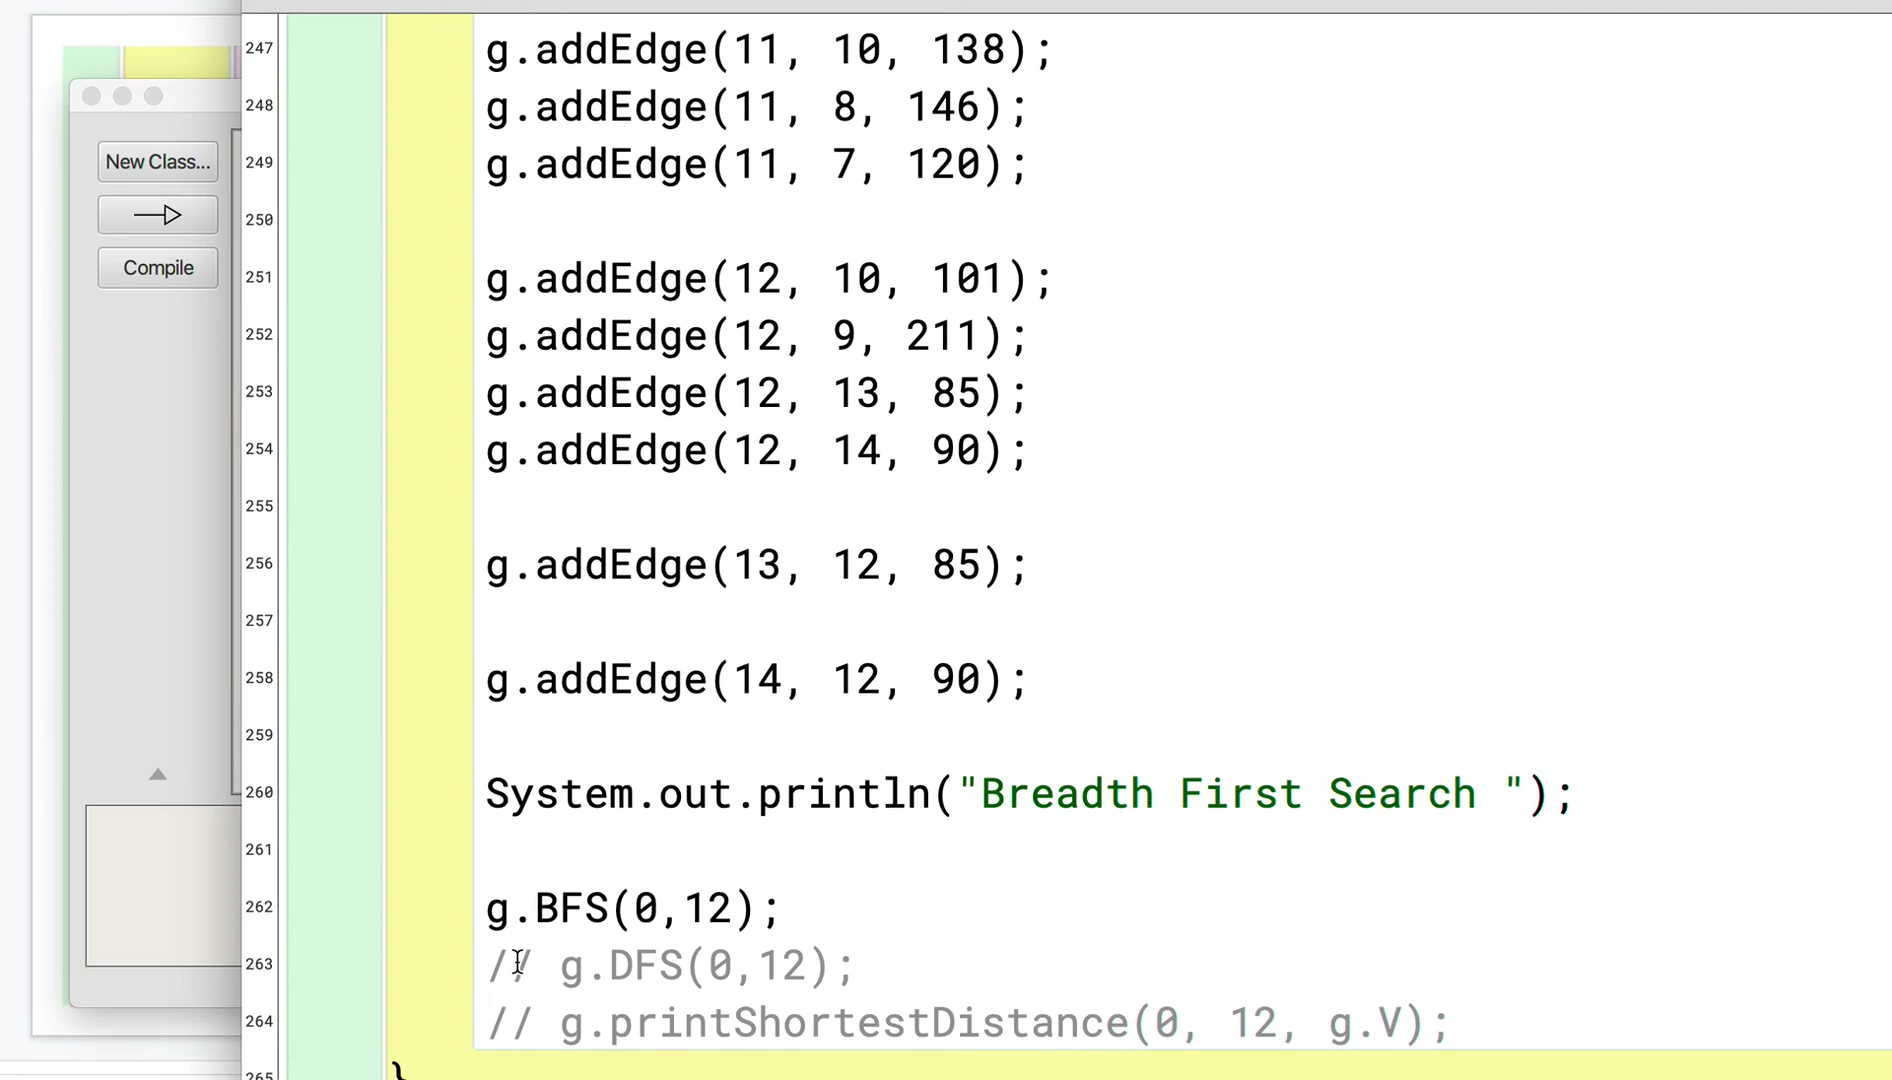 New Class...
Compile
247 g.addEdge(11, 10, 138);
248 g.addEdge(11, 8, 146);
249 g.addEdge(11, 7, 120);
250
251 g.addEdge(12, 10, 101);
252 g.addEdge(12, 9, 211);
253 g.addEdge(12, 13, 85);
254 g.addEdge(12, 14, 90);
255
256 g.addEdge(13, 12, 85);
257
258 g.addEdge(14, 12, 90);
259
260 System.out.println("Breadth First Search ");
261
262 g.BFS(0,12);
263 // g.DFS(0,12);
264 // g.printShortestDistance(0, 12, g.V);
265 }